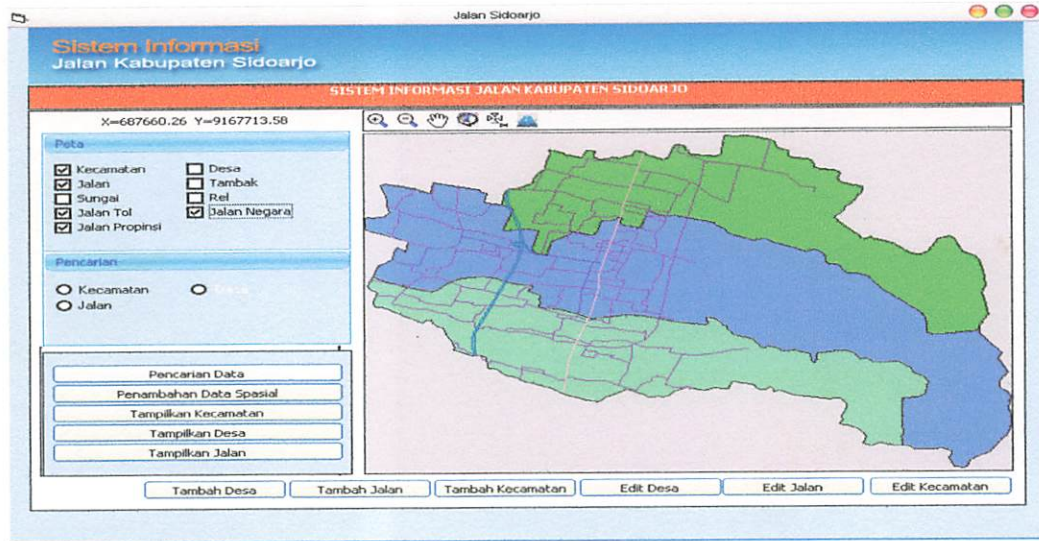 Jalan Sidoarjo
Sistem Informasi
Jalan Kabupaten Sidoarjo
SISTEM INFORMASI JALAN KABUPATEN SIDOARJO
X=687660.26 Y=9167713.58
Peta
Kecamatan
Desa
Jalan
Tambak
Sungai
Rel
Jalan Tol
Jalan Negara
Jalan Propinsi
Pencarian
Kecamatan
Jalan
Pencarian Data
Penambahan Data Spasial
Tampilkan Kecamatan
Tampilkan Desa
Tampilkan Jalan
Tambah Desa
Tambah Jalan
Tambah Kecamatan
Edit Desa
Edit Jalan
Edit Kecamatan